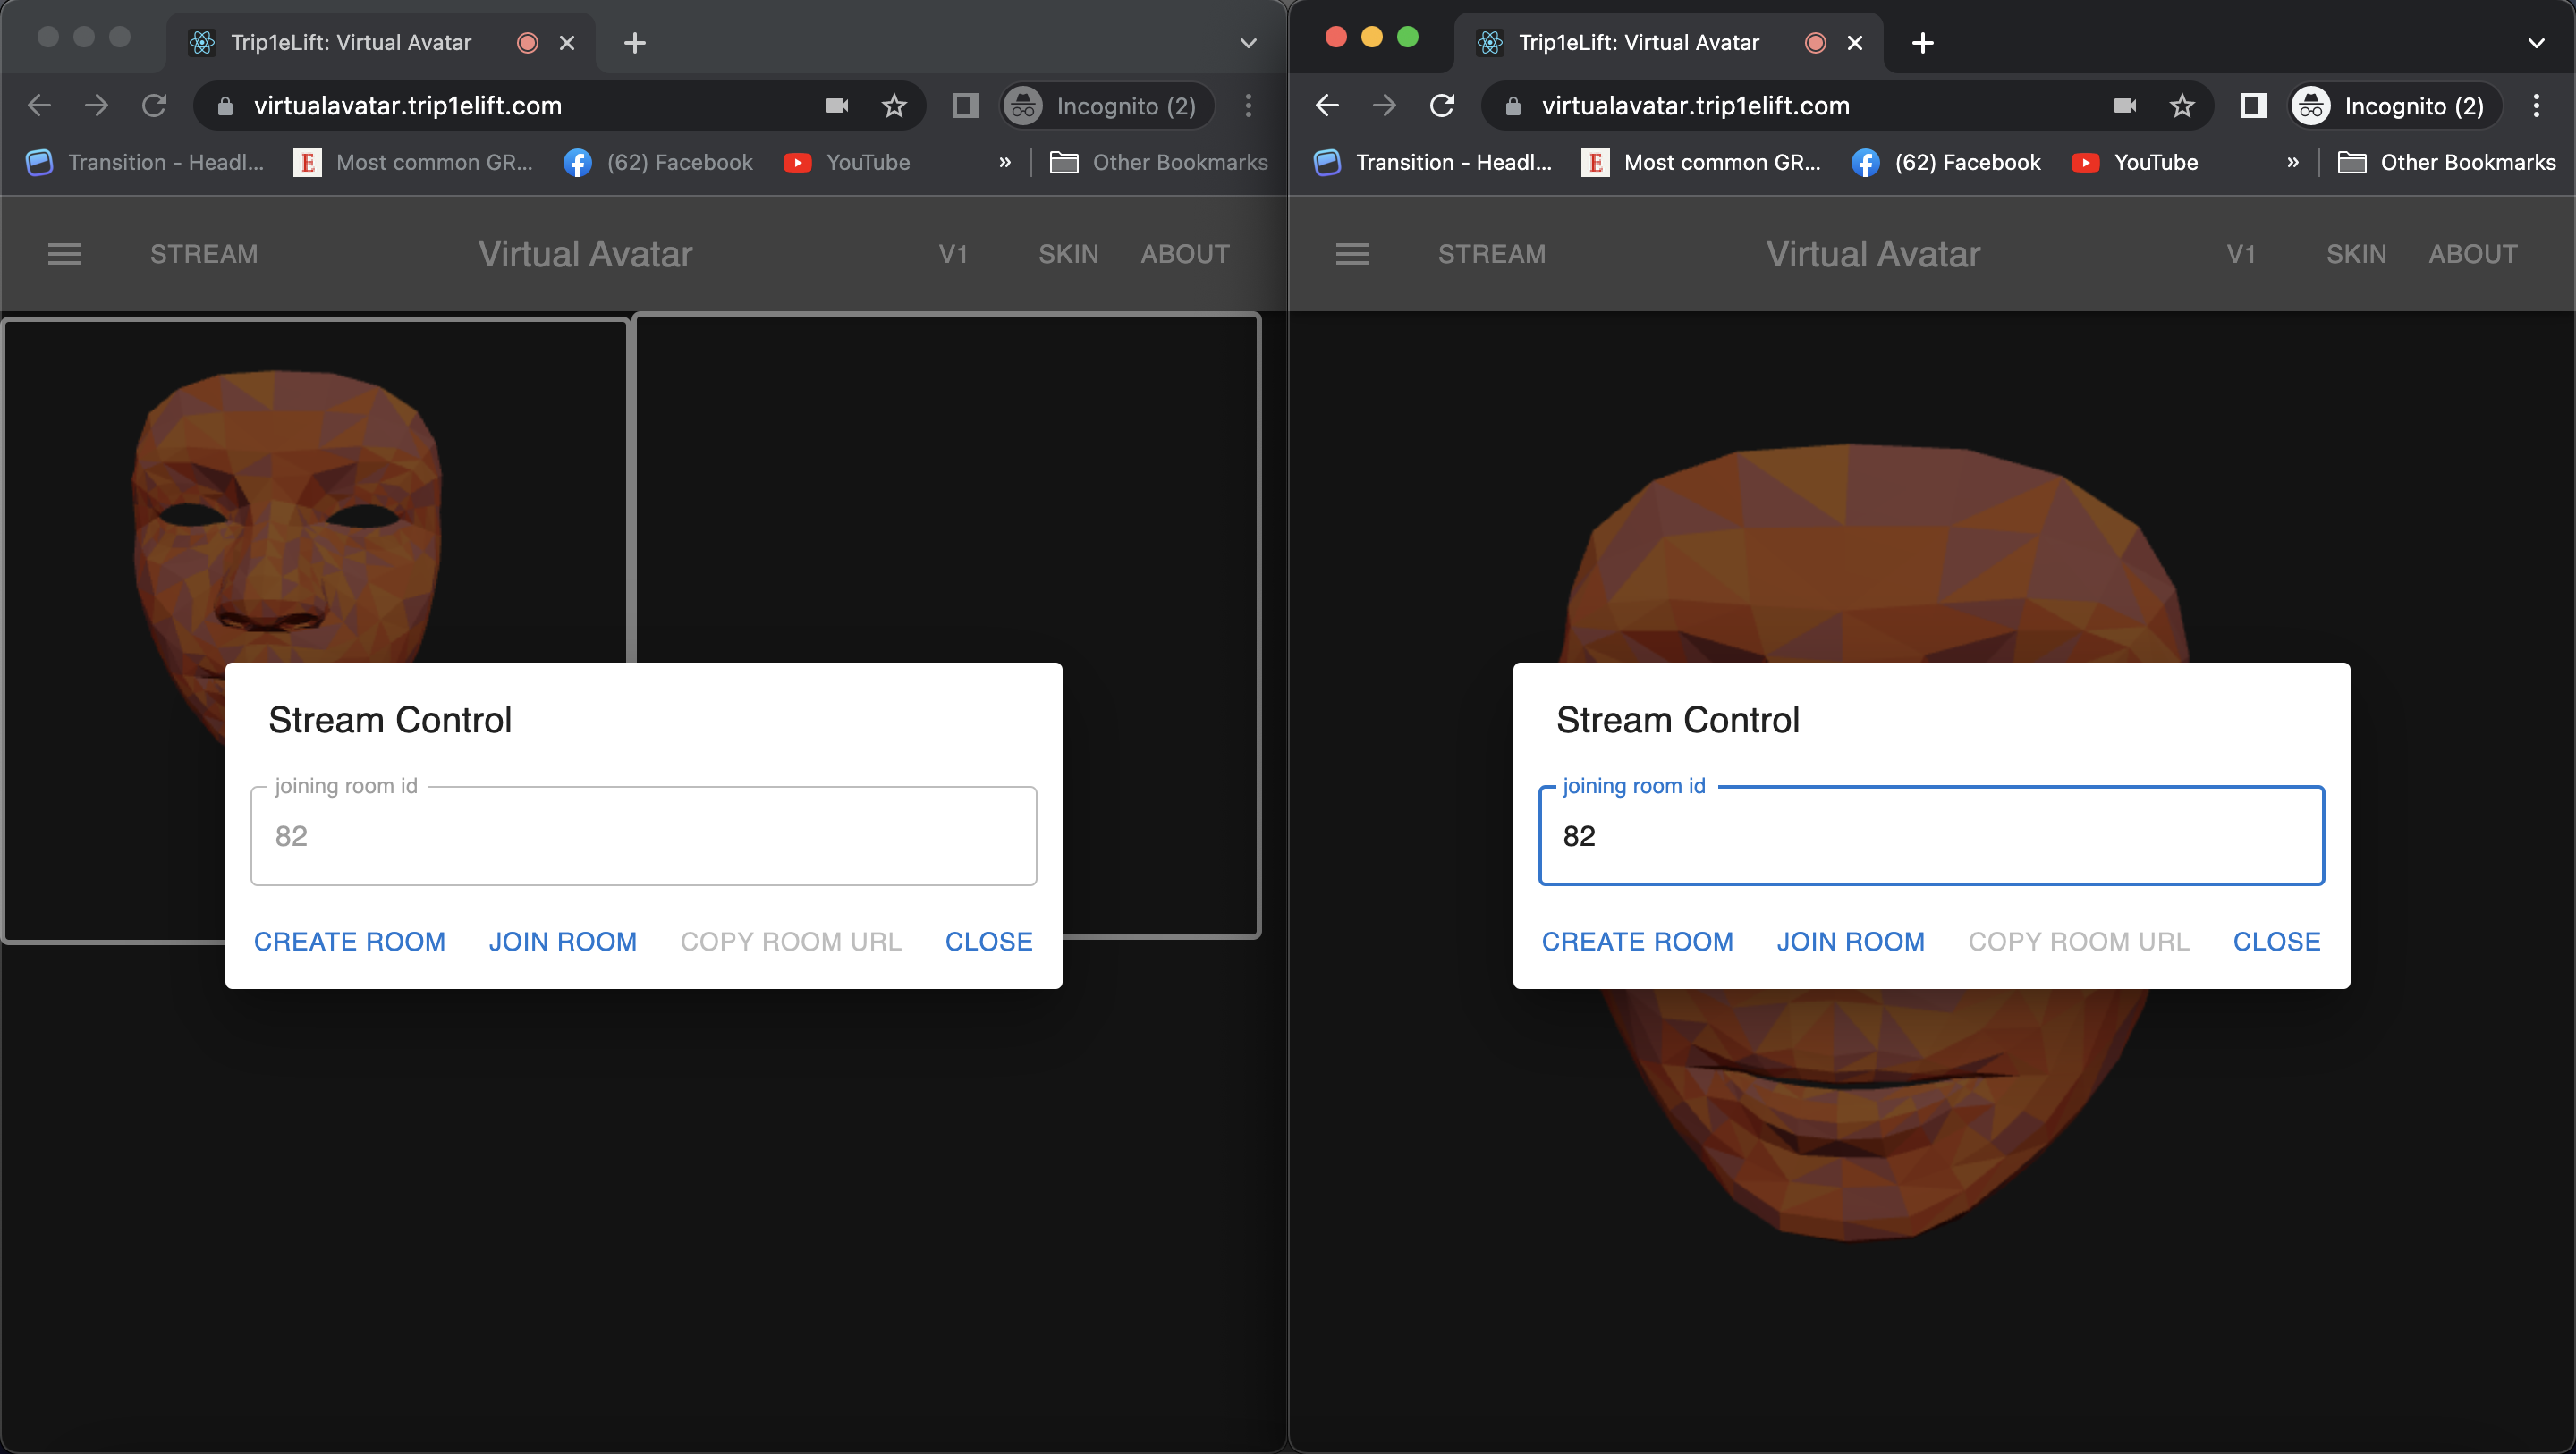 Trip1eLift: Virtual Avatar
virtualavatar.trip1elift.com
Incognito (2)
Transition - Headl...
E Most common GR...
(62) Facebook
YouTube
»
Other Bookmarks
STREAM
Virtual Avatar
V1
SKIN
ABOUT
Stream Control
joining room id
82
CREATE ROOM
JOIN ROOM
COPY ROOM URL
CLOSE
Trip1eLift: Virtual Avatar
virtualavatar.trip1elift.com
Incognito (2)
Transition - Headl...
E Most common GR...
(62) Facebook
YouTube
»
Other Bookmarks
STREAM
Virtual Avatar
V1
SKIN
ABOUT
Stream Control
joining room id
82
CREATE ROOM
JOIN ROOM
COPY ROOM URL
CLOSE